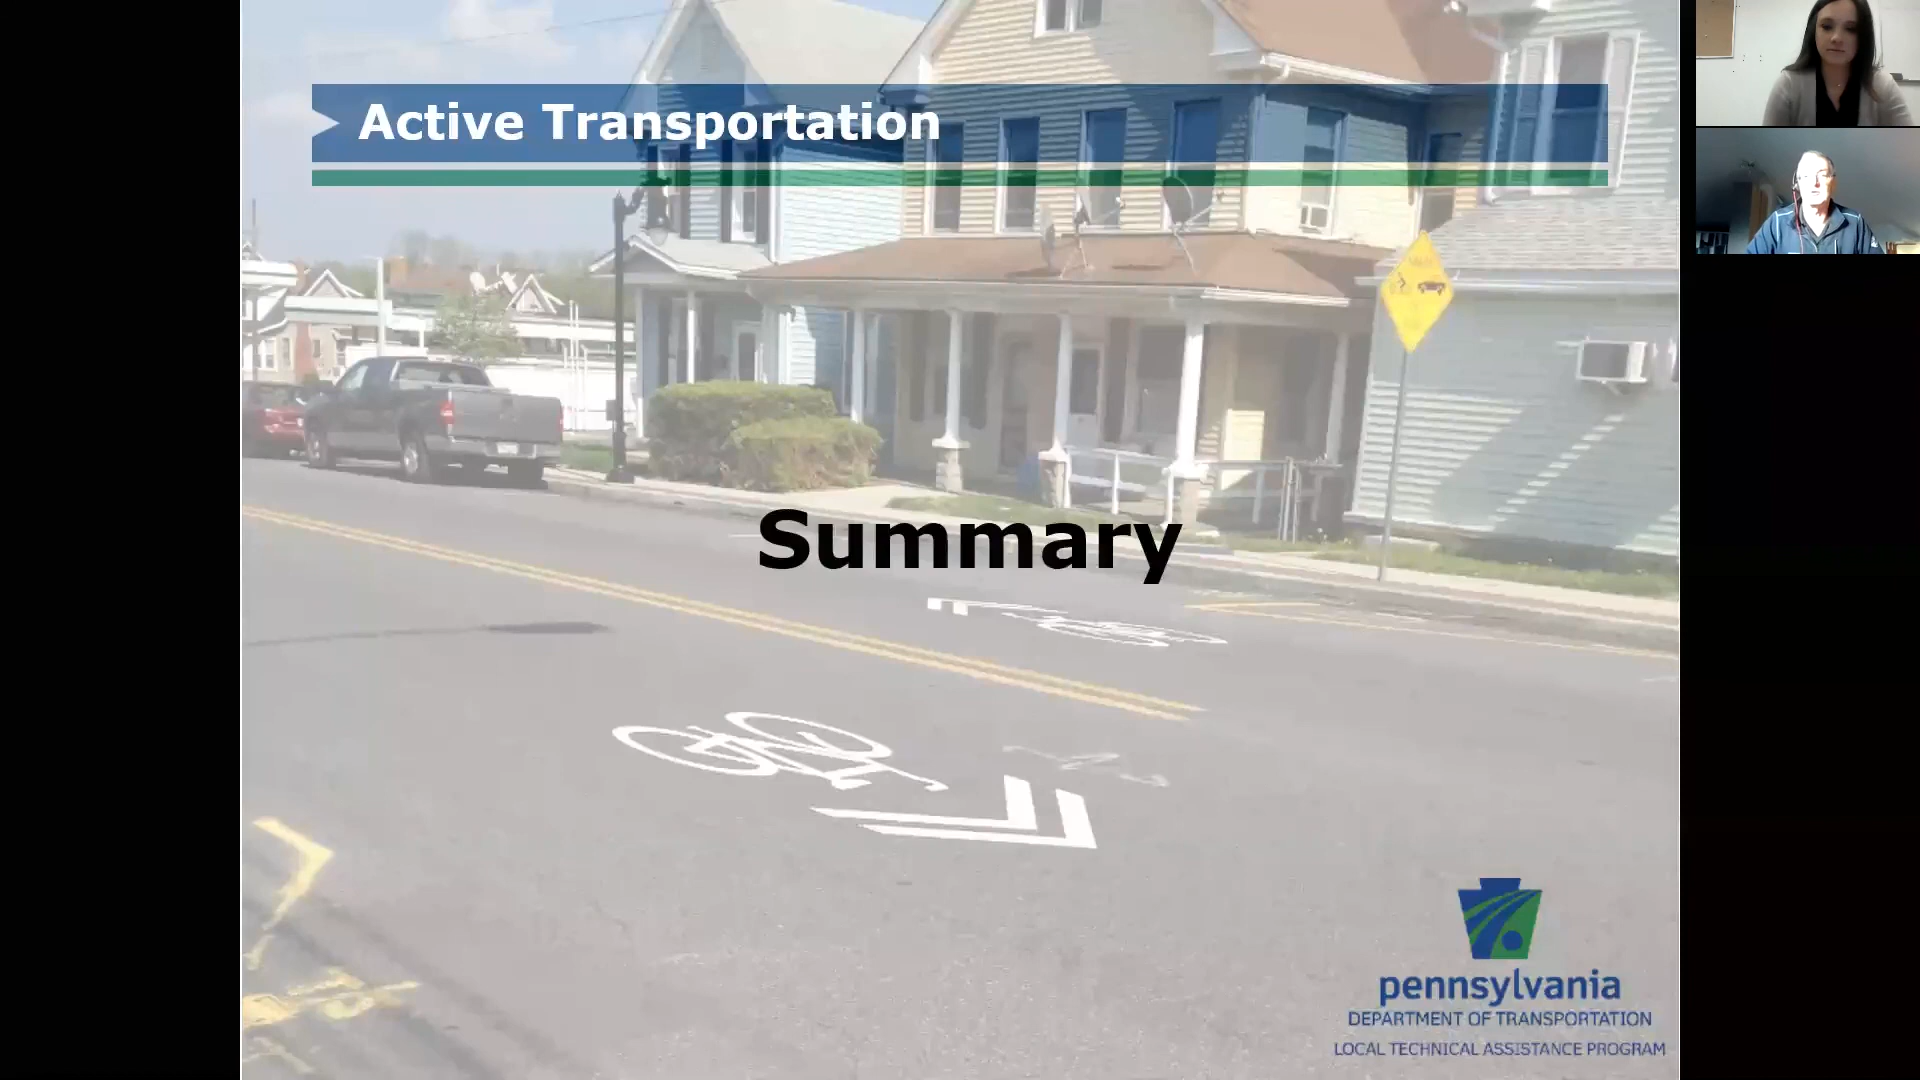 Active Transportation
Summary
pennsylvania
DEPARTMENT OF TRANSPORTATION
LOCAL TECHNICAL ASSISTANCE PROGRAM